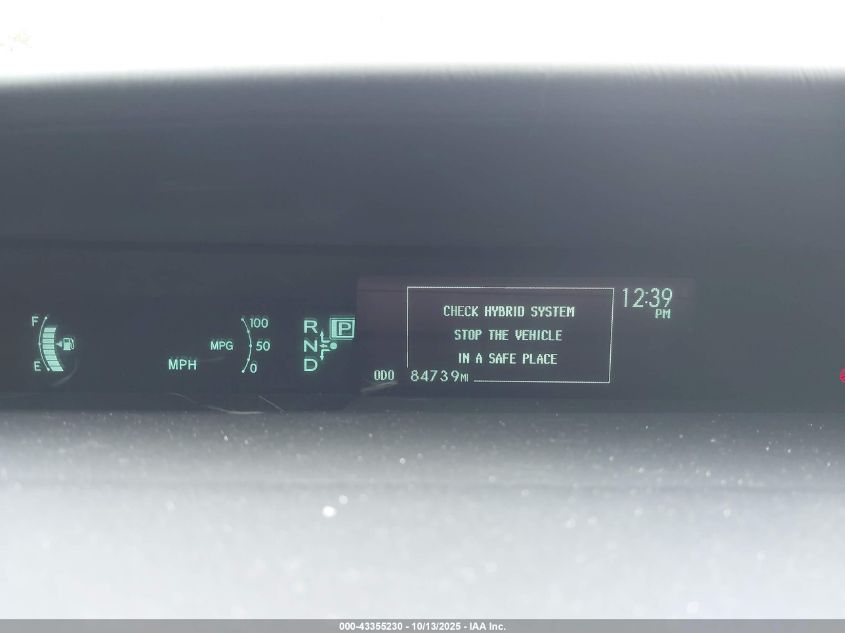 F
E
MPH
MPG
100
50
0
R
N
D
P
CHECK HYBRID SYSTEM
STOP THE VEHICLE
IN A SAFE PLACE
ODO 84739MI
12:39
PM
000-43355230 - 10/13/2025 - IAA Inc.